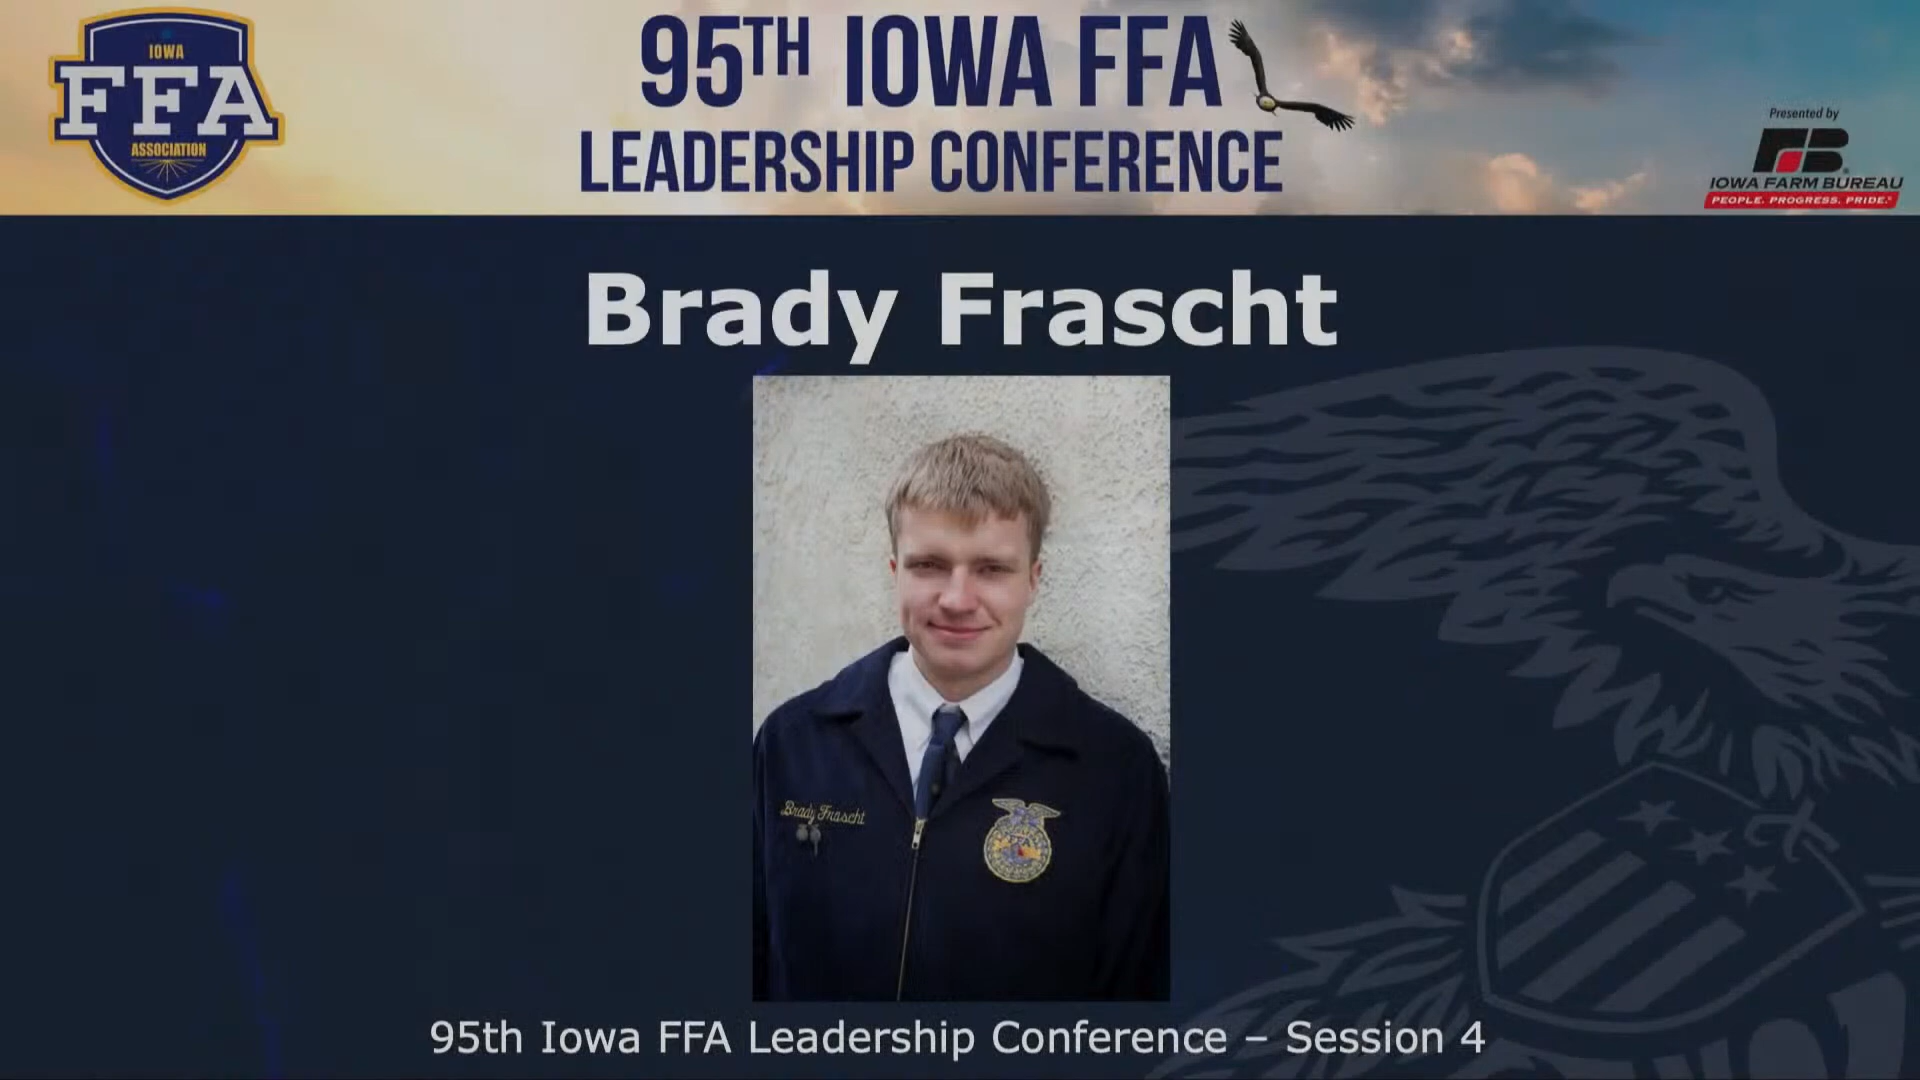 IOWA
FFA
ASSOCIATION
95TH IOWA FFA
LEADERSHIP CONFERENCE
Presented by
FB
IOWA FARM BUREAU
PEOPLE. PROGRESS. PRIDE.®
Brady Frascht
Brady Frascht
FFA
95th Iowa FFA Leadership Conference – Session 4